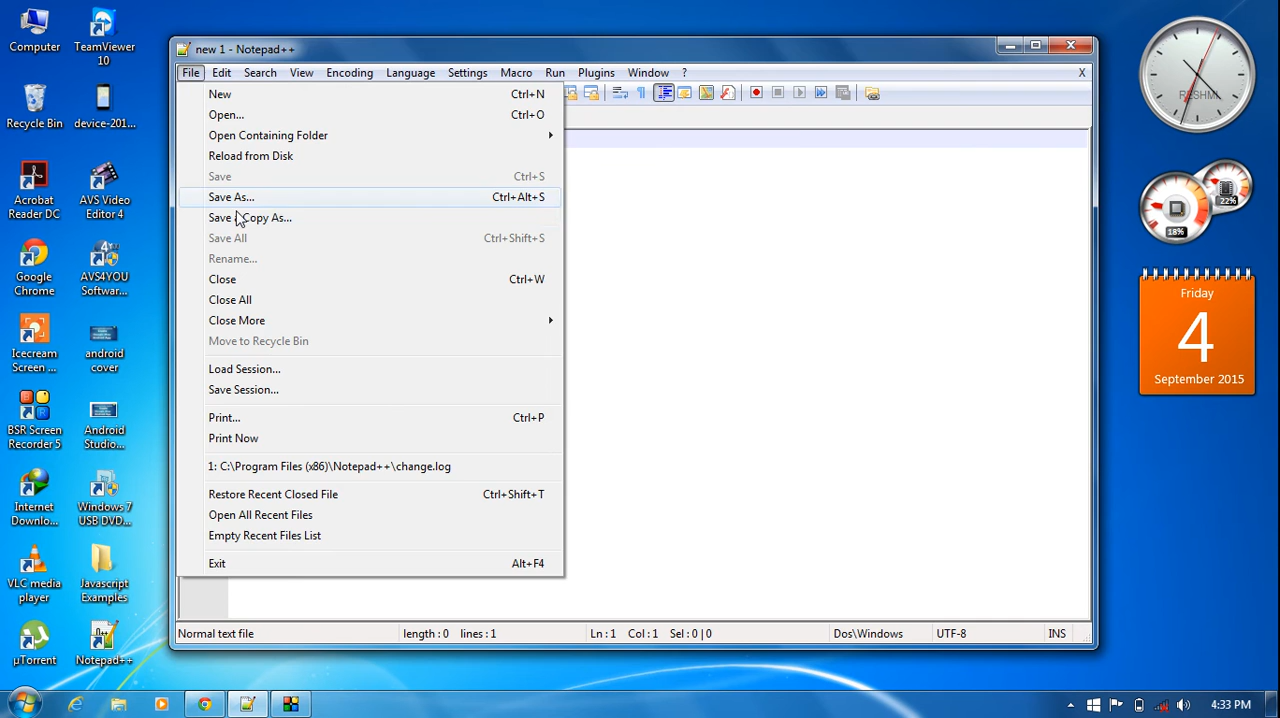 Computer
TeamViewer
10
Recycle Bin
device-201...
Acrobat
Reader DC
AVS Video
Editor 4
Google
Chrome
AVS4YOU
Softwar...
Icecream
Screen ...
android
cover
BSR Screen
Recorder 5
Android
Studio...
Internet
Downlo...
Windows 7
USB DVD...
VLC media
player
Javascript
Examples
µTorrent
Notepad++
new 1 - Notepad++
File Edit Search View Encoding Language Settings Macro Run Plugins Window ? X
New Ctrl+N
Open... Ctrl+O
Open Containing Folder
Reload from Disk
Save Ctrl+S
Save As... Ctrl+Alt+S
Save Copy As...
Save All Ctrl+Shift+S
Rename...
Close Ctrl+W
Close All
Close More
Move to Recycle Bin
Load Session...
Save Session...
Print... Ctrl+P
Print Now
1: C:\Program Files (x86)\Notepad++\change.log
Restore Recent Closed File Ctrl+Shift+T
Open All Recent Files
Empty Recent Files List
Exit Alt+F4
Normal text file length : 0 lines : 1 Ln : 1 Col : 1 Sel : 0 | 0 Dos\Windows UTF-8 INS
RESHMI
22%
18%
Friday
4
September 2015
4:33 PM